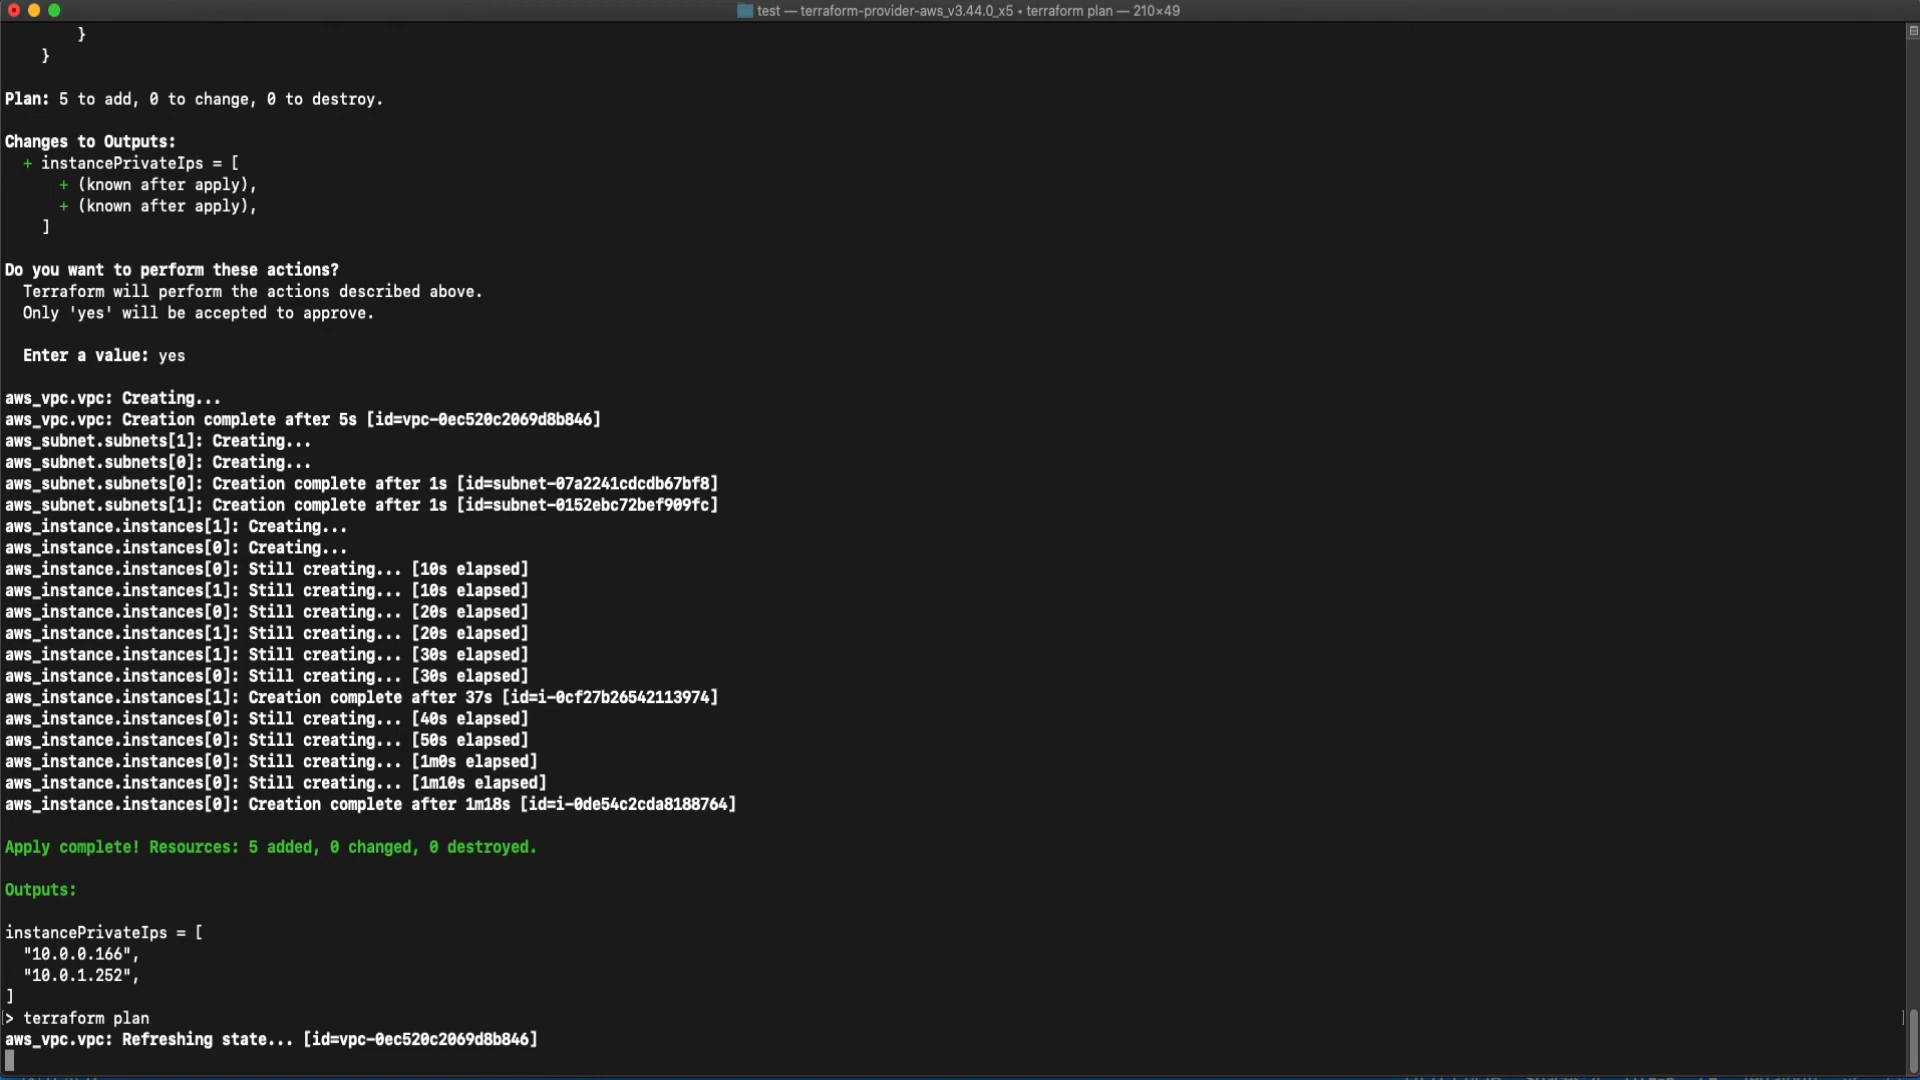 test — terraform-provider-aws_v3.44.0_x5 • terraform plan — 210×49
}
}
Plan: 5 to add, 0 to change, 0 to destroy.
Changes to Outputs:
+ instancePrivateIps = [
+ (known after apply),
+ (known after apply),
]
Do you want to perform these actions?
Terraform will perform the actions described above.
Only 'yes' will be accepted to approve.
Enter a value: yes
aws_vpc.vpc: Creating...
aws_vpc.vpc: Creation complete after 5s [id=vpc-0ec520c2069d8b846]
aws_subnet.subnets[1]: Creating...
aws_subnet.subnets[0]: Creating...
aws_subnet.subnets[0]: Creation complete after 1s [id=subnet-07a2241cdcdb67bf8]
aws_subnet.subnets[1]: Creation complete after 1s [id=subnet-0152ebc72bef909fc]
aws_instance.instances[1]: Creating...
aws_instance.instances[0]: Creating...
aws_instance.instances[0]: Still creating... [10s elapsed]
aws_instance.instances[1]: Still creating... [10s elapsed]
aws_instance.instances[0]: Still creating... [20s elapsed]
aws_instance.instances[1]: Still creating... [20s elapsed]
aws_instance.instances[1]: Still creating... [30s elapsed]
aws_instance.instances[0]: Still creating... [30s elapsed]
aws_instance.instances[1]: Creation complete after 37s [id=i-0cf27b26542113974]
aws_instance.instances[0]: Still creating... [40s elapsed]
aws_instance.instances[0]: Still creating... [50s elapsed]
aws_instance.instances[0]: Still creating... [1m0s elapsed]
aws_instance.instances[0]: Still creating... [1m10s elapsed]
aws_instance.instances[0]: Creation complete after 1m18s [id=i-0de54c2cda8188764]
Apply complete! Resources: 5 added, 0 changed, 0 destroyed.
Outputs:
instancePrivateIps = [
"10.0.0.166",
"10.0.1.252",
]
[> terraform plan ]
aws_vpc.vpc: Refreshing state... [id=vpc-0ec520c2069d8b846]